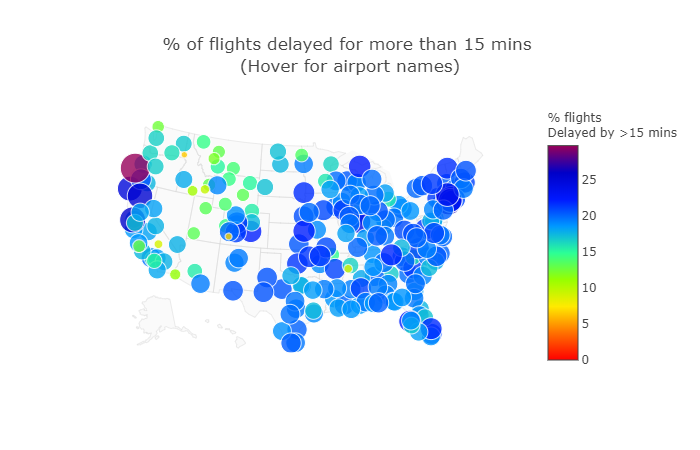 % of flights delayed for more than 15 mins
(Hover for airport names)
% flights
Delayed by >15 mins
25
20
15
10
5
0